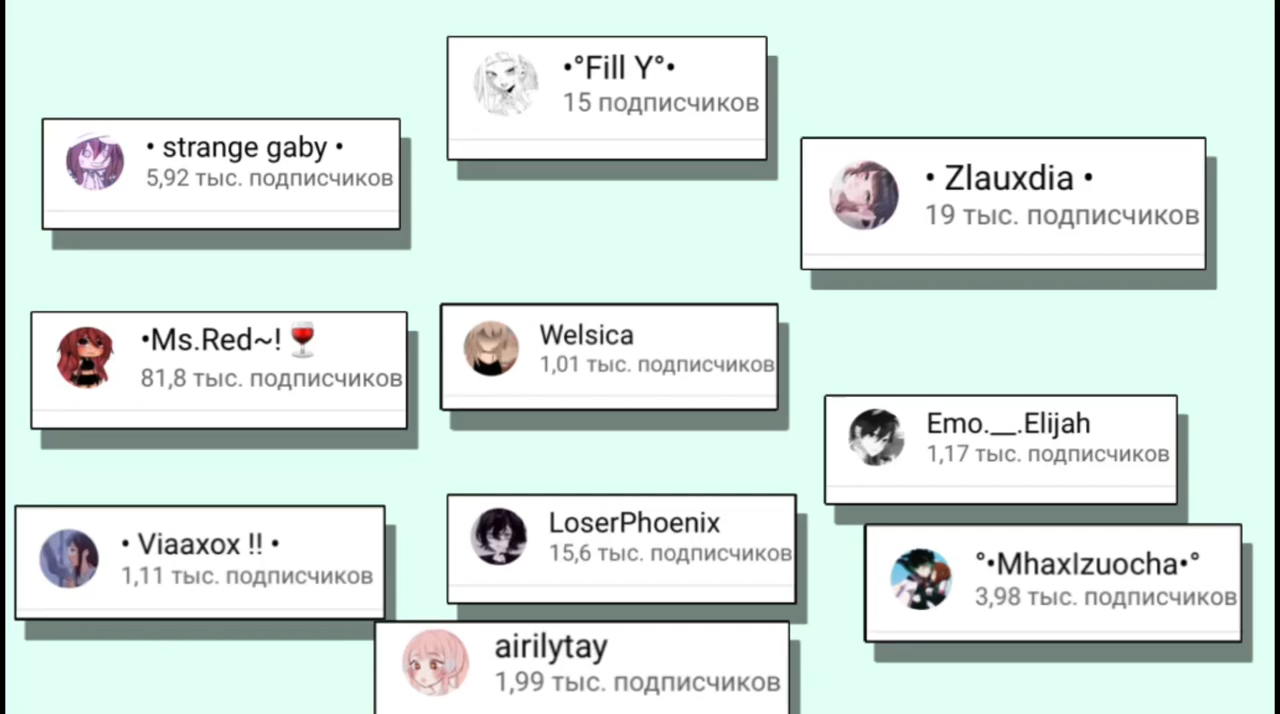 •°Fill Y°•
15 подписчиков
• strange gaby •
5,92 тыс. подписчиков
• Zlauxdia •
19 тыс. подписчиков
•Ms.Red~! 🍷
81,8 тыс. подписчиков
Welsica
1,01 тыс. подписчиков
Emo.__.Elijah
1,17 тыс. подписчиков
• Viaaxox !! •
1,11 тыс. подписчиков
LoserPhoenix
15,6 тыс. подписчиков
°•MhaxIzuocha•°
3,98 тыс. подписчиков
airilytay
1,99 тыс. подписчиков